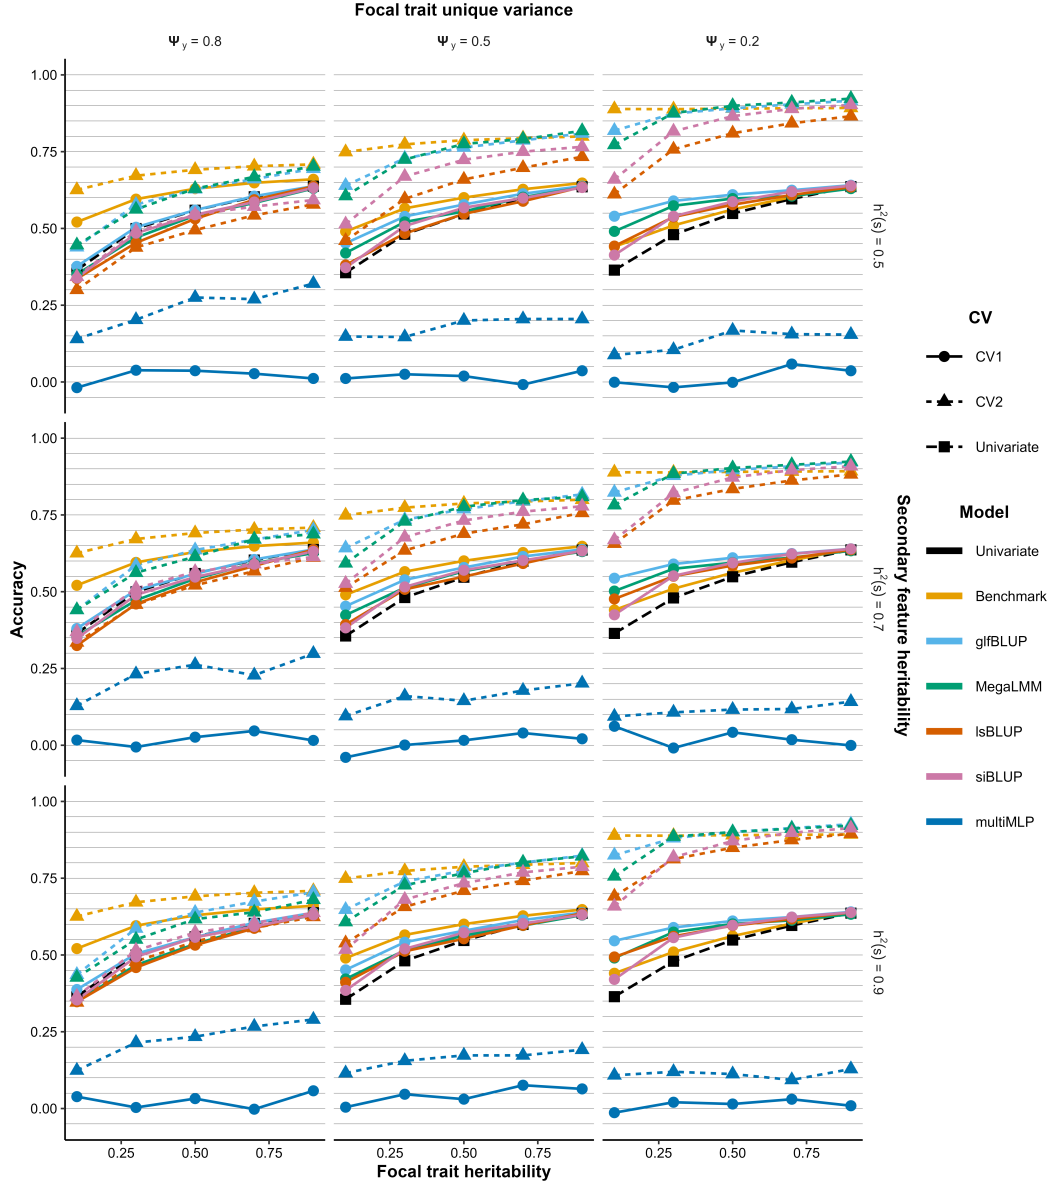 Focal trait unique variance
Ψ y = 0.8
Ψ y = 0.5
Ψ y = 0.2
1.00
0.75
0.50
0.25
0.00
h²(s) = 0.5
1.00
0.75
0.50
0.25
0.00
h²(s) = 0.7
1.00
0.75
0.50
0.25
0.00
h²(s) = 0.9
0.25 0.50 0.75
0.25 0.50 0.75
0.25 0.50 0.75
Accuracy
Focal trait heritability
Secondary feature heritability
CV
CV1
CV2
Univariate
Model
Univariate
Benchmark
glfBLUP
MegaLMM
lsBLUP
siBLUP
multiMLP